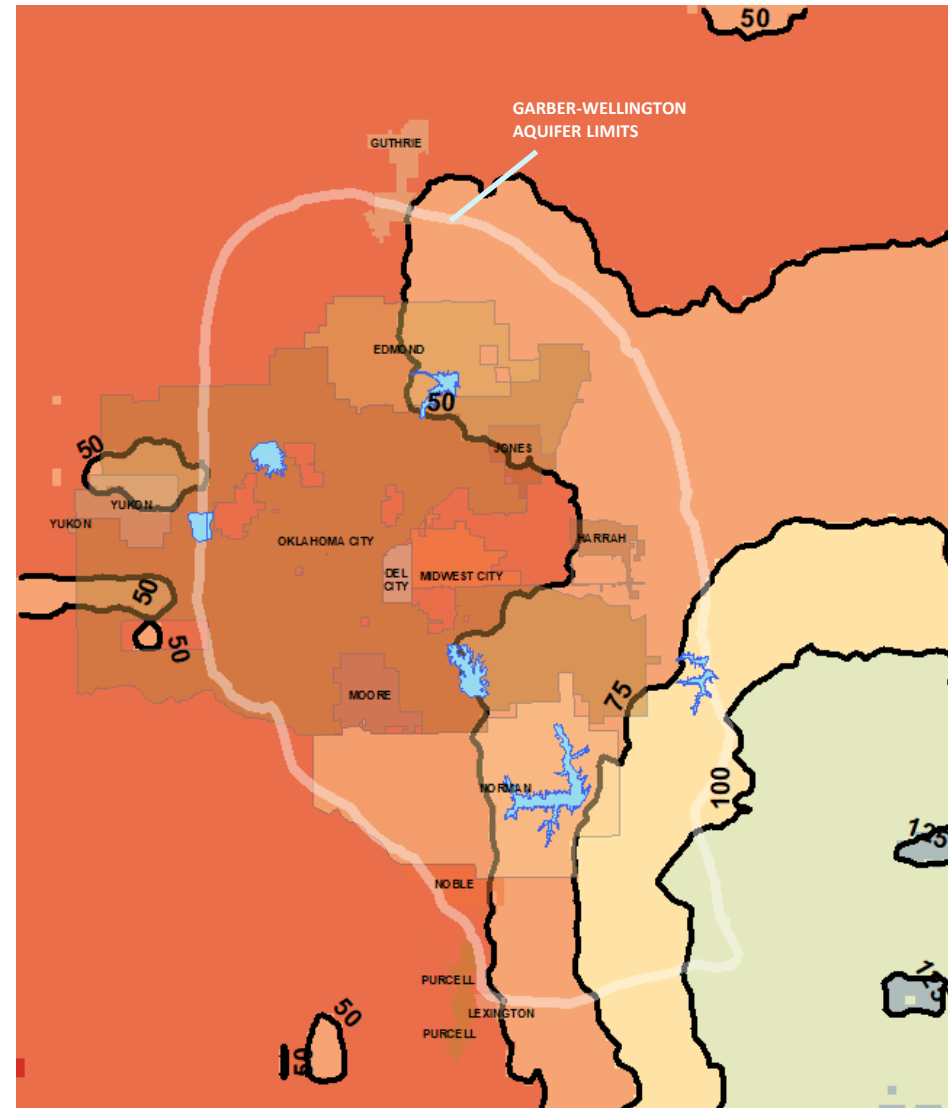 50
GARBER-WELLINGTON
AQUIFER LIMITS
GUTHRIE
EDMOND
50
50
JONES
YUKON
YUKON
OKLAHOMA CITY
HARRAH
DEL
CITY
MIDWEST CITY
50
50
MOORE
75
100
NORMAN
125
NOBLE
PURCELL
LEXINGTON
PURCELL
50
50